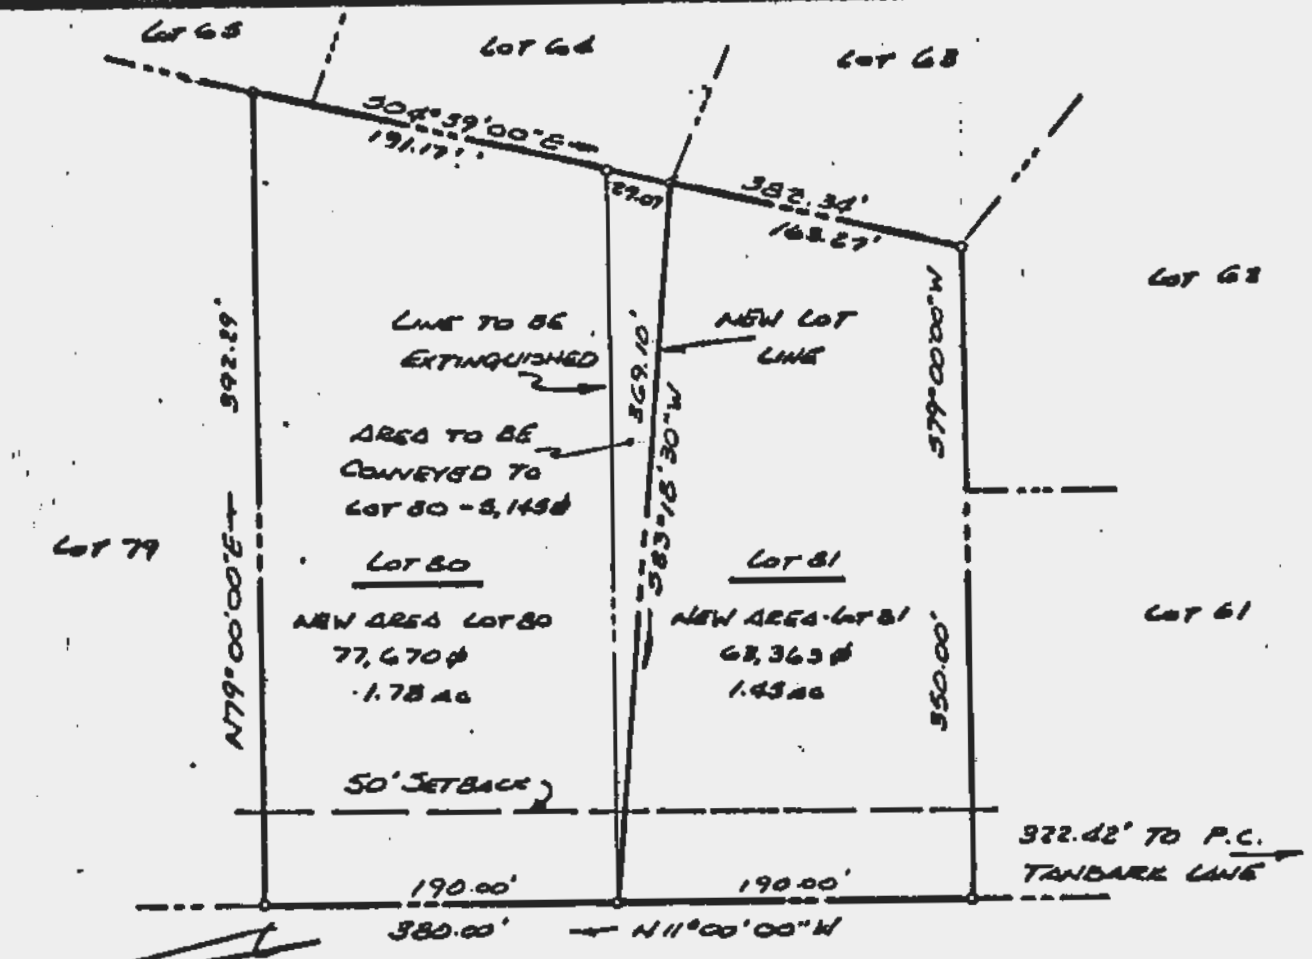 LOT 65
LOT 64
LOT 63
S04°39'00"E
191.17'
382.34'
163.27'
LOT 62
S79°00'00"W
392.29'
LINE TO BE
EXTINGUISHED
369.10'
NEW LOT
LINE
AREA TO BE
CONVEYED TO
LOT 80 - 5,145⌀
S83°18'30"W
LOT 79
N79°00'00"E
LOT 80
LOT 81
NEW AREA LOT 80
77,670⌀
1.78 AC
NEW AREA - LOT 81
63,365⌀
1.45 AC
350.00'
LOT 61
50' SETBACK
322.42' TO P.C.
TANBARK LANE
190.00'
190.00'
380.00'
N11°00'00"W